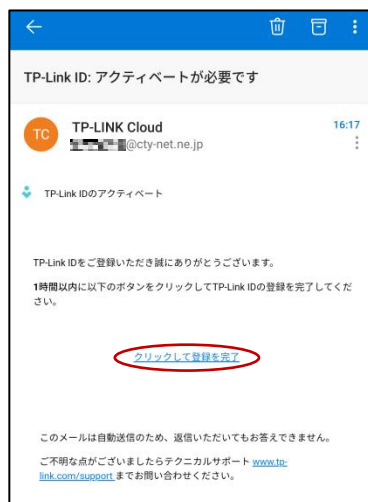 TP-Link ID: アクティベートが必要です
TC
TP-LINK Cloud
16:17
@cty-net.ne.jp
TP-Link IDのアクティベート
TP-Link IDをご登録いただき誠にありがとうございます。
1時間以内に以下のボタンをクリックしてTP-Link IDの登録を完了してくだ
さい。
クリックして登録を完了
このメールは自動送信のため、返信いただいてもお答えできません。
ご不明な点がございましたらテクニカルサポート www.tp-
link.com/support までお問い合わせください。